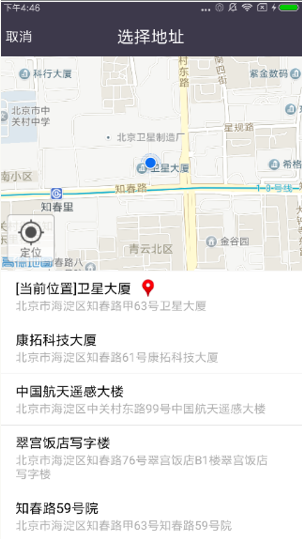 下午4:46
取消
选择地址
科行大厦
紫金数码
北京市中
关村中学
北京卫星制造厂
星规路
卫星大厦
希格
南小区
知春路
10号线
知春里
青云北区
金谷园
定位
[当前位置]卫星大厦
北京市海淀区知春路甲63号卫星大厦
康拓科技大厦
北京市海淀区知春路61号康拓科技大厦
中国航天遥感大楼
北京市海淀区中关村东路99号中国航天遥感大楼
翠宫饭店写字楼
北京市海淀区知春路76号翠宫饭店B1楼翠宫饭店
写字楼
知春路59号院
北京市海淀区知春路甲63号知春路59号院